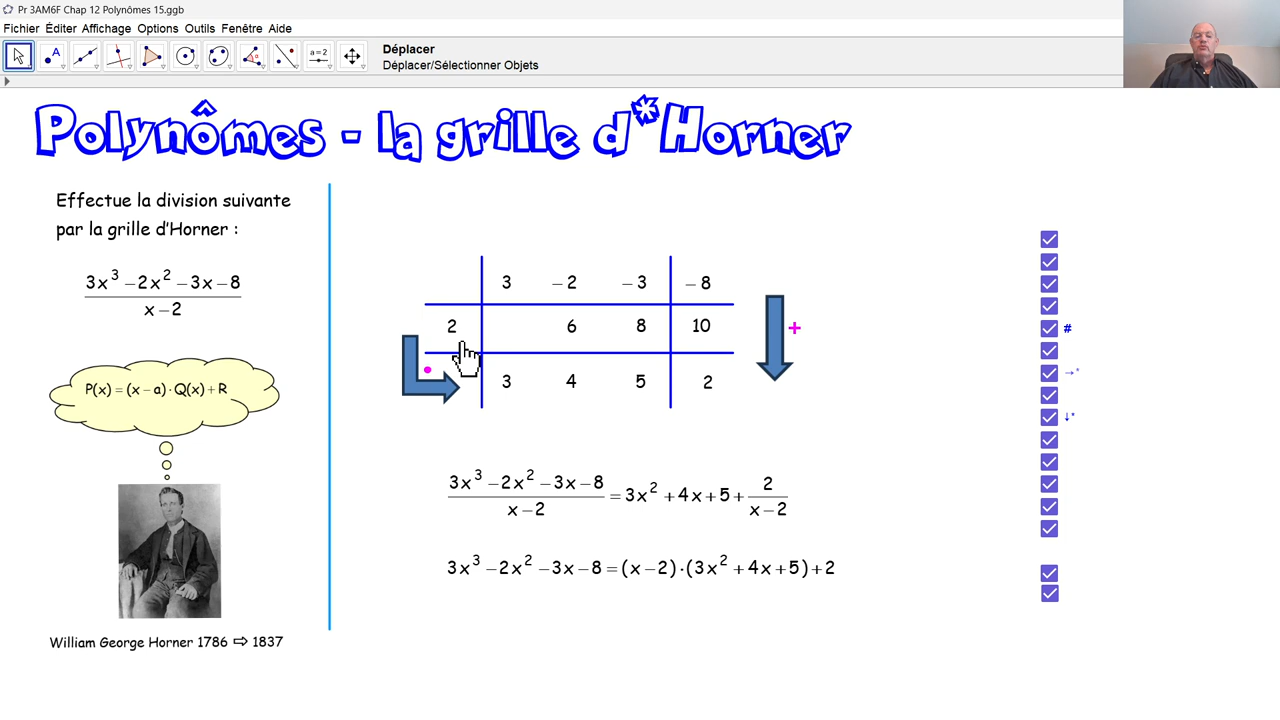 Pr 3AM6F Chap 12 Polynômes 15.ggb
Fichier Éditer Affichage Options Outils Fenêtre Aide
A
a=2
Déplacer
Déplacer/Sélectionner Objets
Polynômes - la grille d*Horner
Effectue la division suivante
par la grille d'Horner :
3x³ −2x² −3x−8
x−2
P(x)=(x−a)·Q(x)+R
William George Horner 1786 ⇨ 1837
3 −2 −3 −8
2 6 8 10
+
•
3 4 5 2
3x³ −2x² −3x−8 / x−2 = 3x² +4x+5+ 2 / x−2
3x³ −2x² −3x−8=(x−2)·(3x² +4x+5)+2
#
→*
↓*